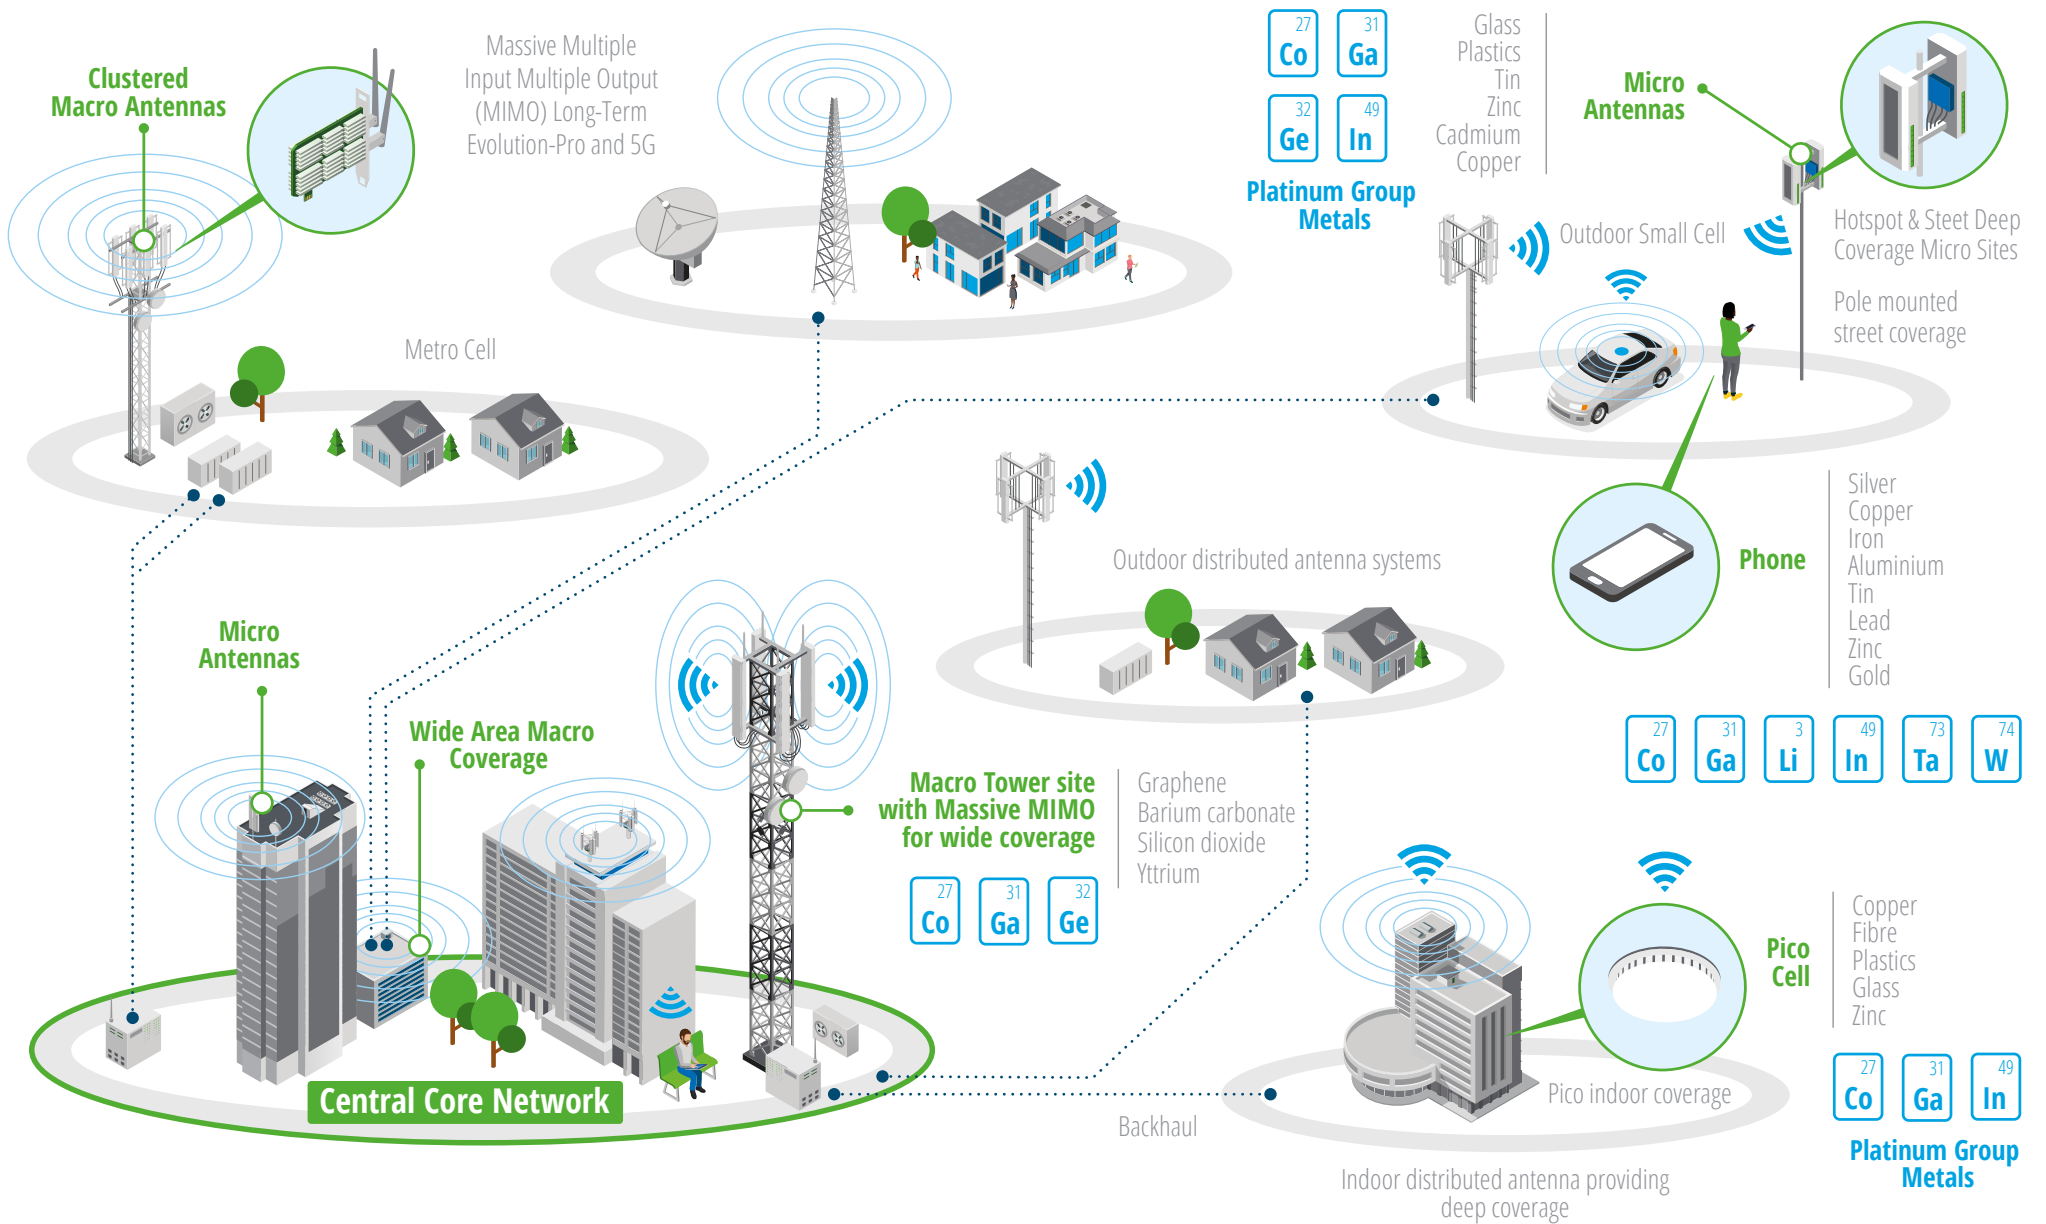 Clustered
Macro Antennas
Massive Multiple
Input Multiple Output
(MIMO) Long-Term
Evolution-Pro and 5G
27
Co
31
Ga
32
Ge
49
In
Platinum Group
Metals
Glass
Plastics
Tin
Zinc
Cadmium
Copper
Micro
Antennas
Outdoor Small Cell
Hotspot & Steet Deep
Coverage Micro Sites
Pole mounted
street coverage
Metro Cell
Outdoor distributed antenna systems
Phone
Silver
Copper
Iron
Aluminium
Tin
Lead
Zinc
Gold
27
Co
31
Ga
3
Li
49
In
73
Ta
74
W
Micro
Antennas
Wide Area Macro
Coverage
Macro Tower site
with Massive MIMO
for wide coverage
Graphene
Barium carbonate
Silicon dioxide
Yttrium
27
Co
31
Ga
32
Ge
Central Core Network
Backhaul
Pico
Cell
Copper
Fibre
Plastics
Glass
Zinc
Pico indoor coverage
27
Co
31
Ga
49
In
Platinum Group
Metals
Indoor distributed antenna providing
deep coverage